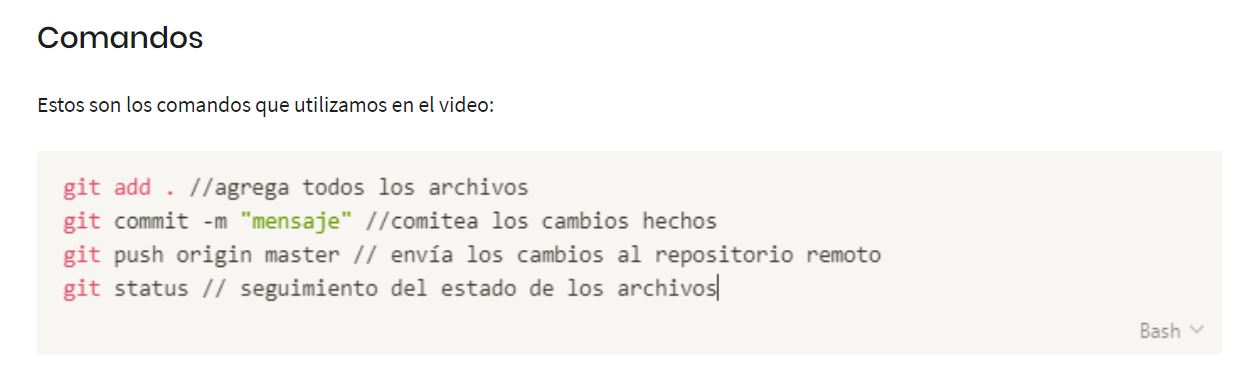 Comandos
Estos son los comandos que utilizamos en el video:
git add . //agrega todos los archivos
git commit -m "mensaje" //comitea los cambios hechos
git push origin master // envía los cambios al repositorio remoto
git status // seguimiento del estado de los archivos
Bash